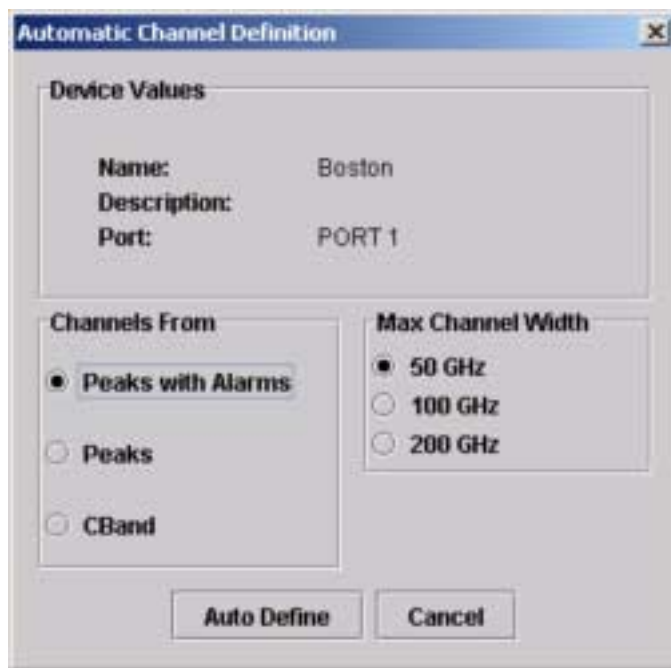 Automatic Channel Definition
Device Values
Name: Boston
Description:
Port: PORT 1
Channels From
Peaks with Alarms
Peaks
CBand
Max Channel Width
50 GHz
100 GHz
200 GHz
Auto Define Cancel